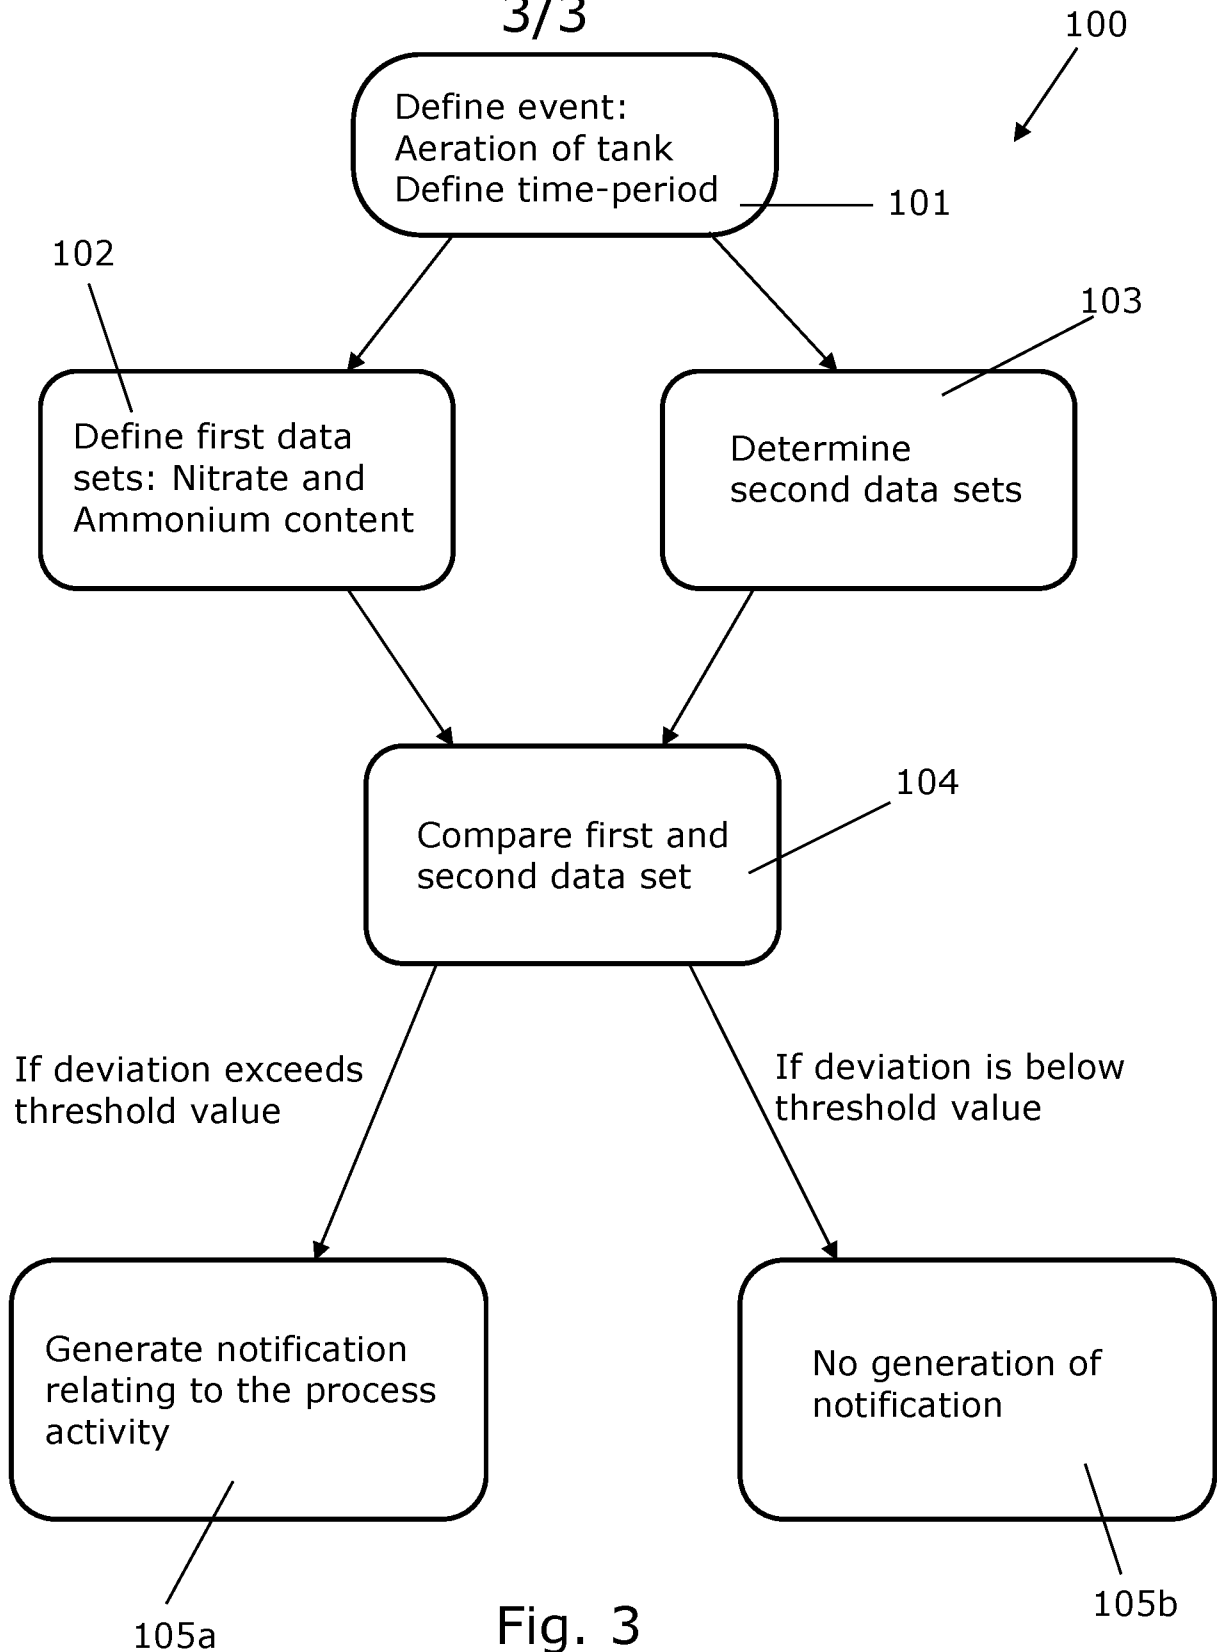 3/3
100
Define event:
Aeration of tank
Define time-period
101
102
103
Define first data
sets: Nitrate and
Ammonium content
Determine
second data sets
104
Compare first and
second data set
If deviation exceeds
threshold value
If deviation is below
threshold value
Generate notification
relating to the process
activity
No generation of
notification
105a
105b
Fig. 3